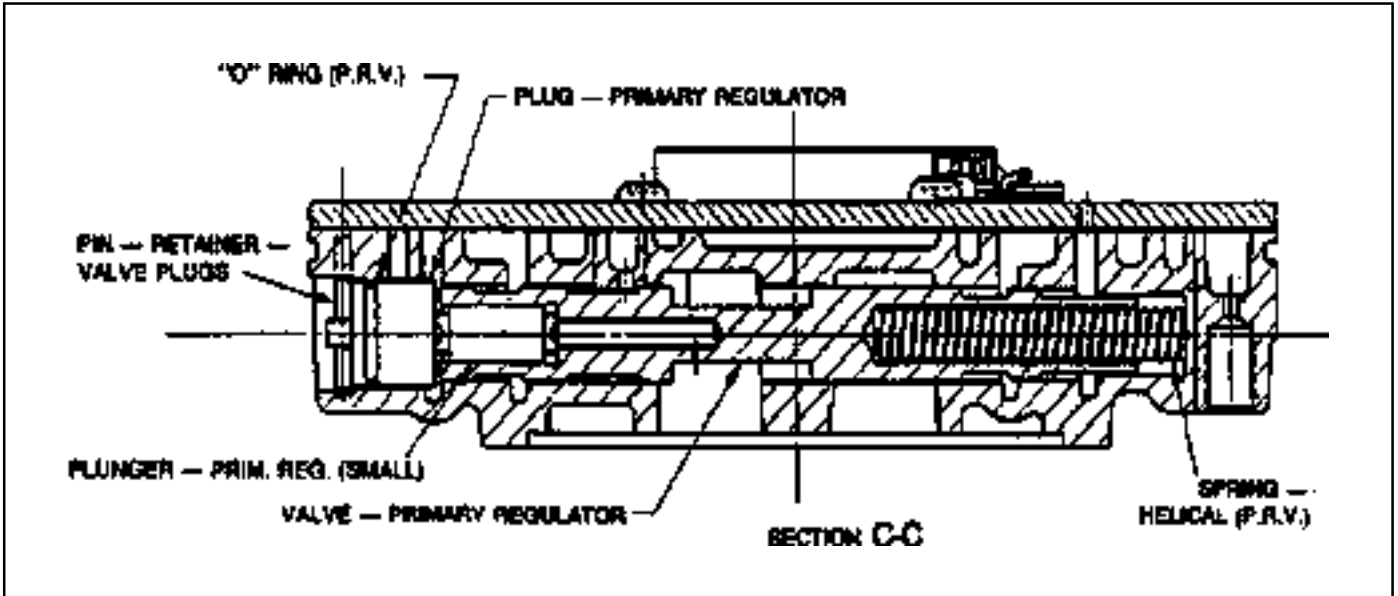 "O" RING (P.R.V.)
PLUG — PRIMARY REGULATOR
PIN — RETAINER —
VALVE PLUGS
PLUNGER — PRIM. REG. (SMALL)
VALVE — PRIMARY REGULATOR
SPRING —
HELICAL (P.R.V.)
SECTION C-C